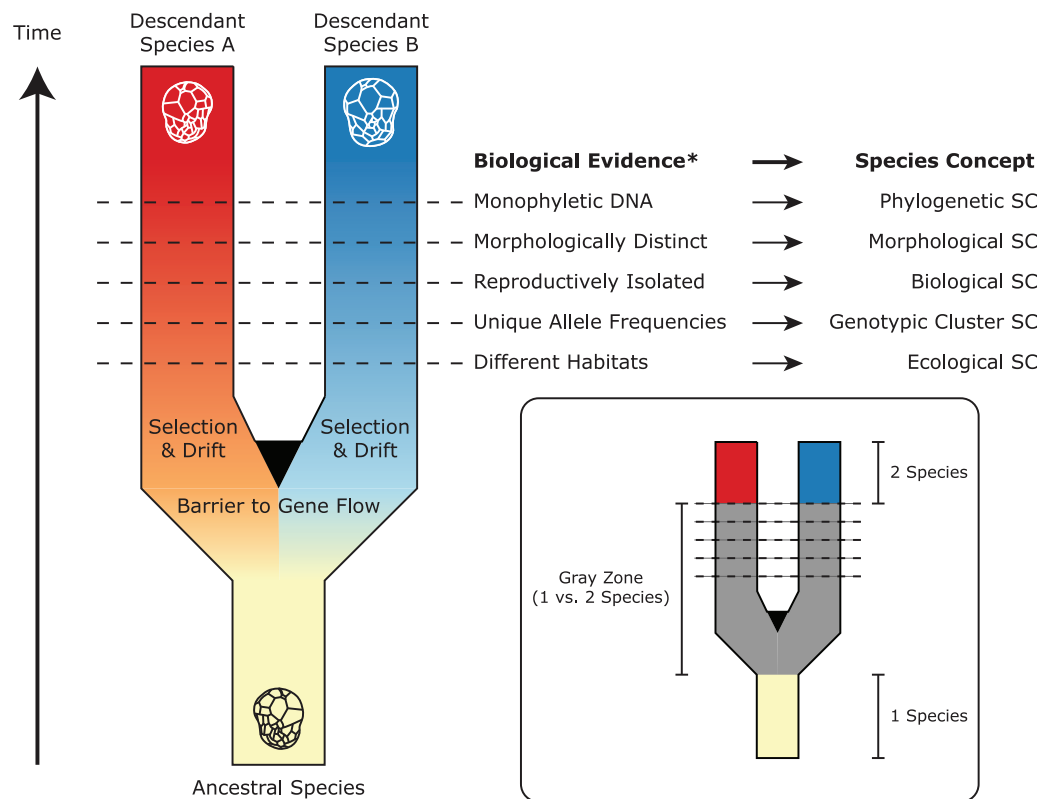 Time
Descendant
Species A
Descendant
Species B
Biological Evidence*
Species Concept
Monophyletic DNA
Phylogenetic SC
Morphologically Distinct
Morphological SC
Reproductively Isolated
Biological SC
Unique Allele Frequencies
Genotypic Cluster SC
Different Habitats
Ecological SC
Selection
& Drift
Selection
& Drift
Barrier to Gene Flow
Ancestral Species
2 Species
Gray Zone
(1 vs. 2 Species)
1 Species